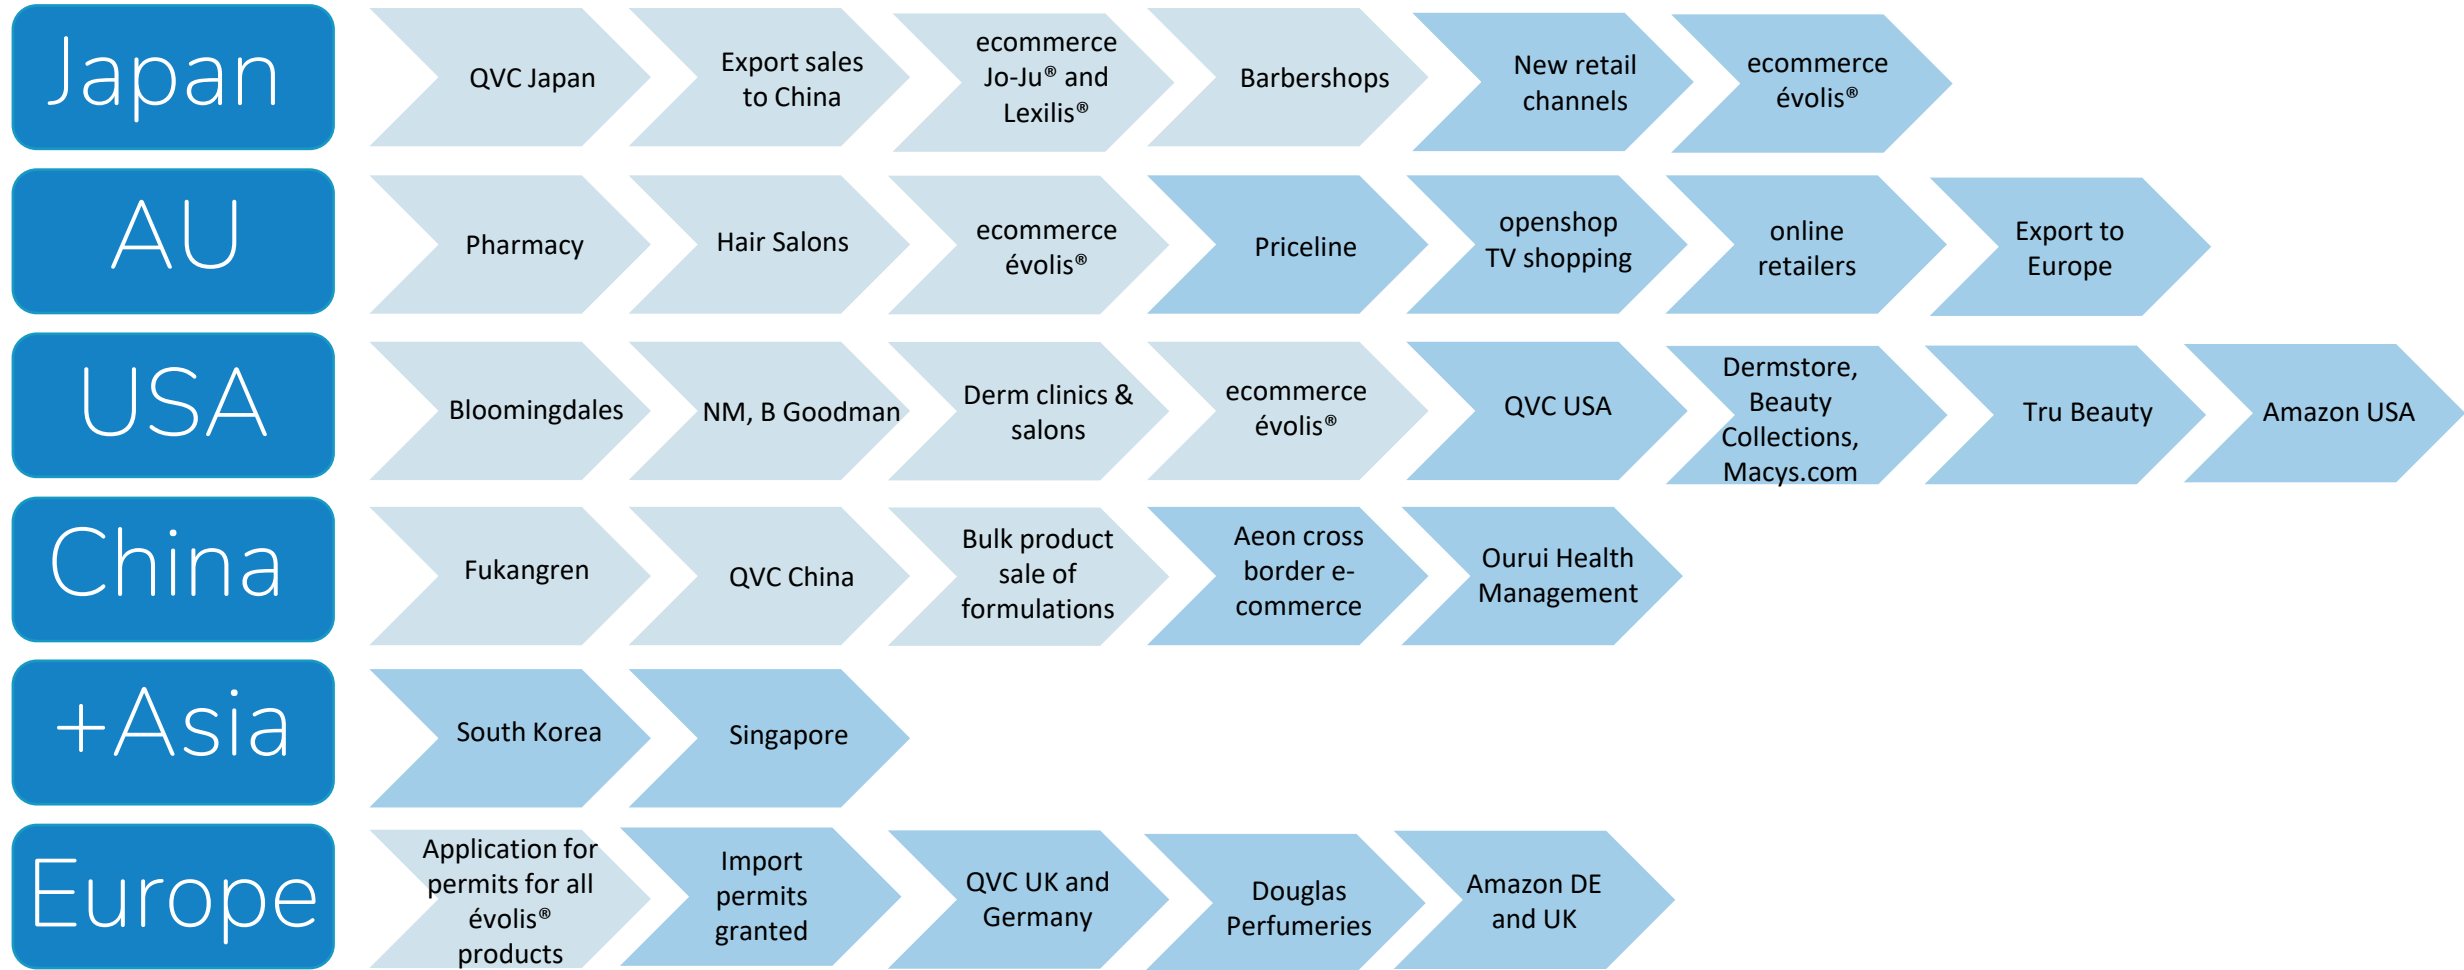 Japan
QVC Japan
Export sales
to China
ecommerce
Jo-Ju® and
Lexilis®
Barbershops
New retail
channels
ecommerce
évolis®
AU
Pharmacy
Hair Salons
ecommerce
évolis®
Priceline
openshop
TV shopping
online
retailers
Export to
Europe
USA
Bloomingdales
NM, B Goodman
Derm clinics &
salons
ecommerce
évolis®
QVC USA
Dermstore,
Beauty
Collections,
Macys.com
Tru Beauty
Amazon USA
China
Fukangren
QVC China
Bulk product
sale of
formulations
Aeon cross
border e-
commerce
Ourui Health
Management
+Asia
South Korea
Singapore
Europe
Application for
permits for all
évolis®
products
Import
permits
granted
QVC UK and
Germany
Douglas
Perfumeries
Amazon DE
and UK